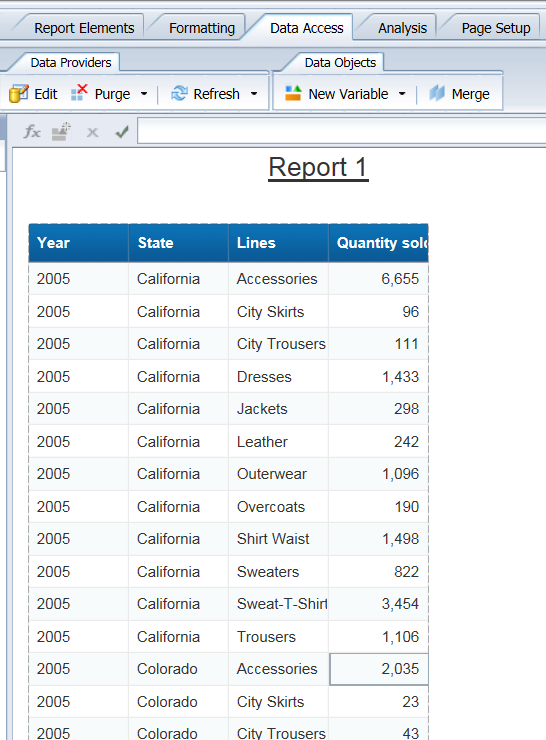 Report Elements Formatting Data Access Analysis Page Setup
Data Providers Data Objects
Edit Purge Refresh New Variable Merge
fx
Report 1
Year State Lines Quantity sold
2005 California Accessories 6,655
2005 California City Skirts 96
2005 California City Trousers 111
2005 California Dresses 1,433
2005 California Jackets 298
2005 California Leather 242
2005 California Outerwear 1,096
2005 California Overcoats 190
2005 California Shirt Waist 1,498
2005 California Sweaters 822
2005 California Sweat-T-Shirt 3,454
2005 California Trousers 1,106
2005 Colorado Accessories 2,035
2005 Colorado City Skirts 23
2005 Colorado City Trousers 43